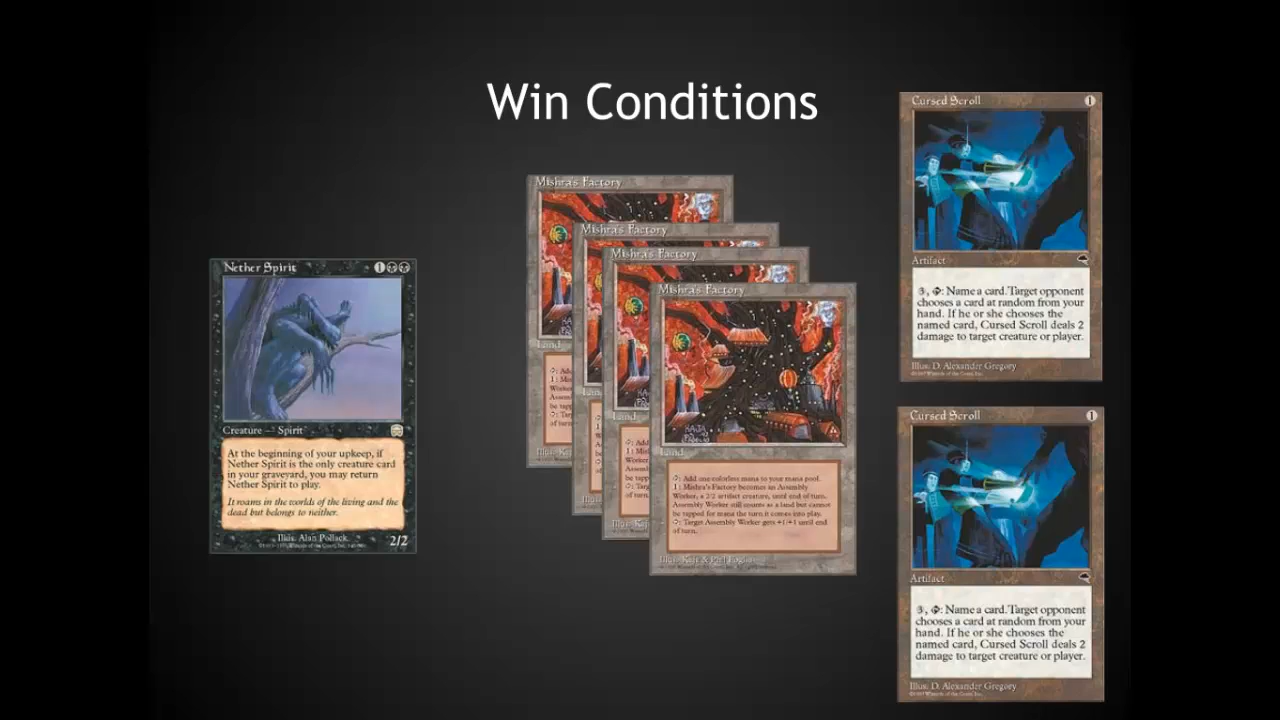 Win Conditions
Nether Spirit 1
Creature — Spirit
At the beginning of your upkeep, if
Nether Spirit is the only creature card
in your graveyard, you may return
Nether Spirit to play.
It roams in the worlds of the living and the
dead but belongs to neither.
Illus. Alan Pollack
2/2
Mishra's Factory
Land
Mishra's Factory
Mishra's Factory
Land
Mishra's Factory
Land
: Add one colorless mana to your mana pool.
1: Mishra's Factory becomes an Assembly
Worker, a 2/2 artifact creature, until end of turn.
Assembly Worker still counts as a land but cannot
be tapped for mana the turn it comes into play.
: Target Assembly Worker gets +1/+1 until end
of turn.
Cursed Scroll 1
Artifact
3, : Name a card. Target opponent
chooses a card at random from your
hand. If he or she chooses the
named card, Cursed Scroll deals 2
damage to target creature or player.
Illus. D. Alexander Gregory
Cursed Scroll 1
Artifact
3, : Name a card. Target opponent
chooses a card at random from your
hand. If he or she chooses the
named card, Cursed Scroll deals 2
damage to target creature or player.
Illus. D. Alexander Gregory